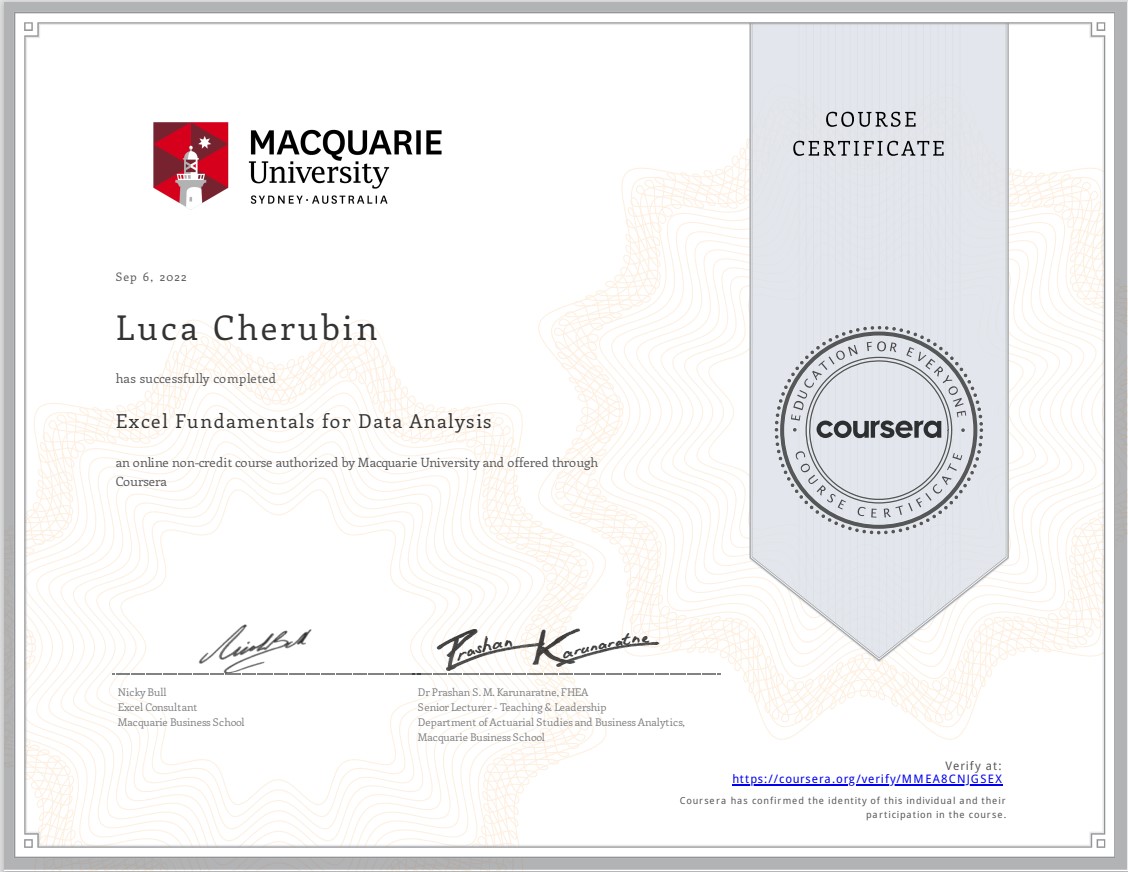 COURSE
CERTIFICATE
MACQUARIE
University
SYDNEY·AUSTRALIA
Sep 6, 2022
Luca Cherubin
has successfully completed
Excel Fundamentals for Data Analysis
an online non-credit course authorized by Macquarie University and offered through
Coursera
EDUCATION FOR EVERYONE
coursera
COURSE CERTIFICATE
Prashan Karunaratne
Nicky Bull
Excel Consultant
Macquarie Business School
Dr Prashan S. M. Karunaratne, FHEA
Senior Lecturer - Teaching & Leadership
Department of Actuarial Studies and Business Analytics,
Macquarie Business School
Verify at:
https://coursera.org/verify/MMEA8CNJGSEX
Coursera has confirmed the identity of this individual and their
participation in the course.